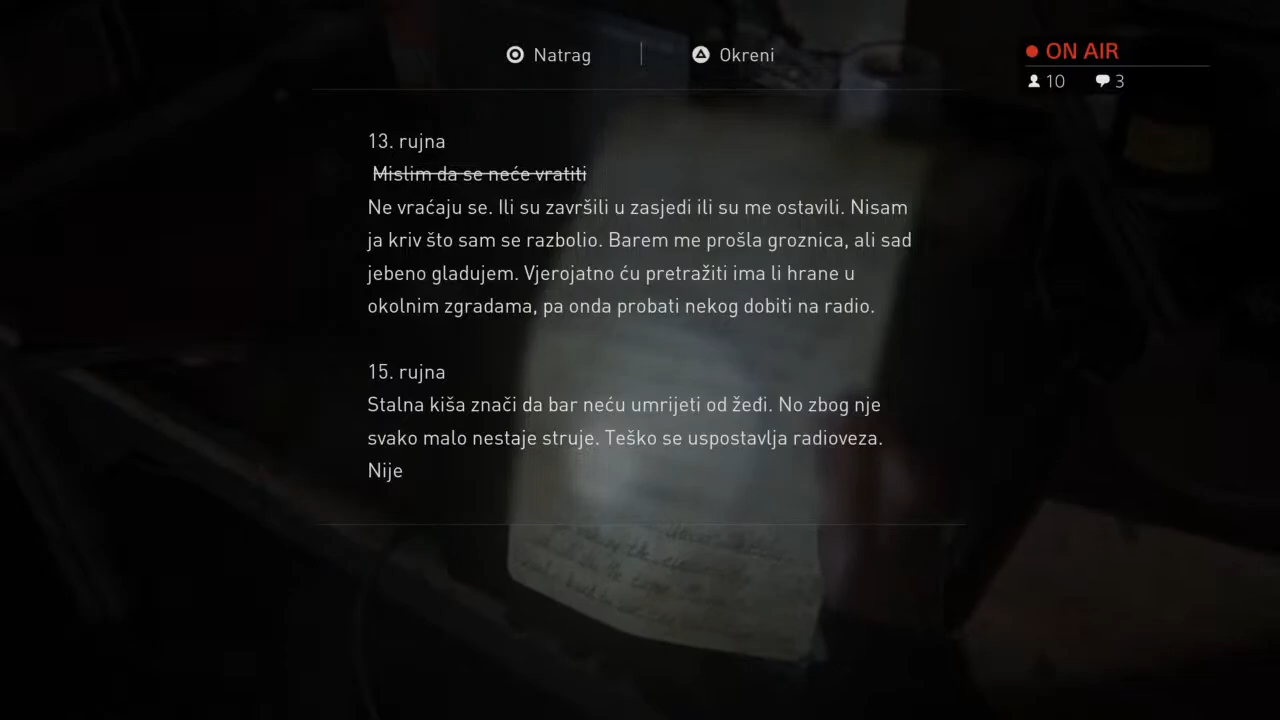 Natrag
Okreni
ON AIR
10
3
13. rujna
Mislim da se neće vratiti
Ne vraćaju se. Ili su završili u zasjedi ili su me ostavili. Nisam
ja kriv što sam se razbolio. Barem me prošla groznica, ali sad
jebeno gladujem. Vjerojatno ću pretražiti ima li hrane u
okolnim zgradama, pa onda probati nekog dobiti na radio.
15. rujna
Stalna kiša znači da bar neću umrijeti od žeđi. No zbog nje
svako malo nestaje struje. Teško se uspostavlja radioveza.
Nije